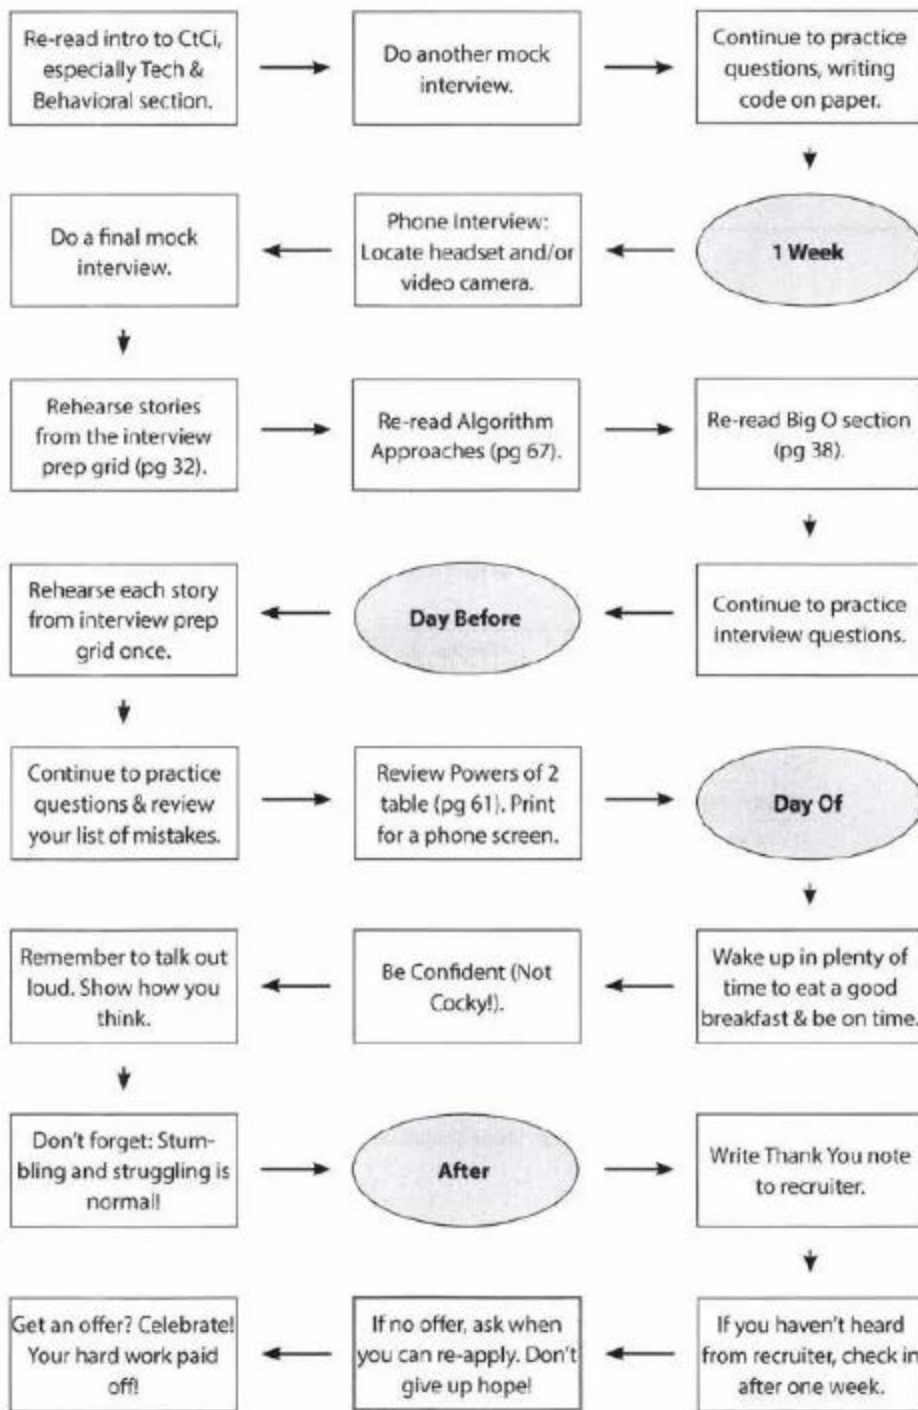 Re-read intro to CtCi,
especially Tech &
Behavioral section.
Do another mock
interview.
Continue to practice
questions, writing
code on paper.
1 Week
Phone Interview:
Locate headset and/or
video camera.
Do a final mock
interview.
Rehearse stories
from the interview
prep grid (pg 32).
Re-read Algorithm
Approaches (pg 67).
Re-read Big O section
(pg 38).
Continue to practice
interview questions.
Day Before
Rehearse each story
from interview prep
grid once.
Continue to practice
questions & review
your list of mistakes.
Review Powers of 2
table (pg 61). Print
for a phone screen.
Day Of
Wake up in plenty of
time to eat a good
breakfast & be on time.
Be Confident (Not
Cocky!).
Remember to talk out
loud. Show how you
think.
Don't forget: Stum-
bling and struggling is
normal!
After
Write Thank You note
to recruiter.
If you haven't heard
from recruiter, check in
after one week.
If no offer, ask when
you can re-apply. Don't
give up hope!
Get an offer? Celebrate!
Your hard work paid
off!